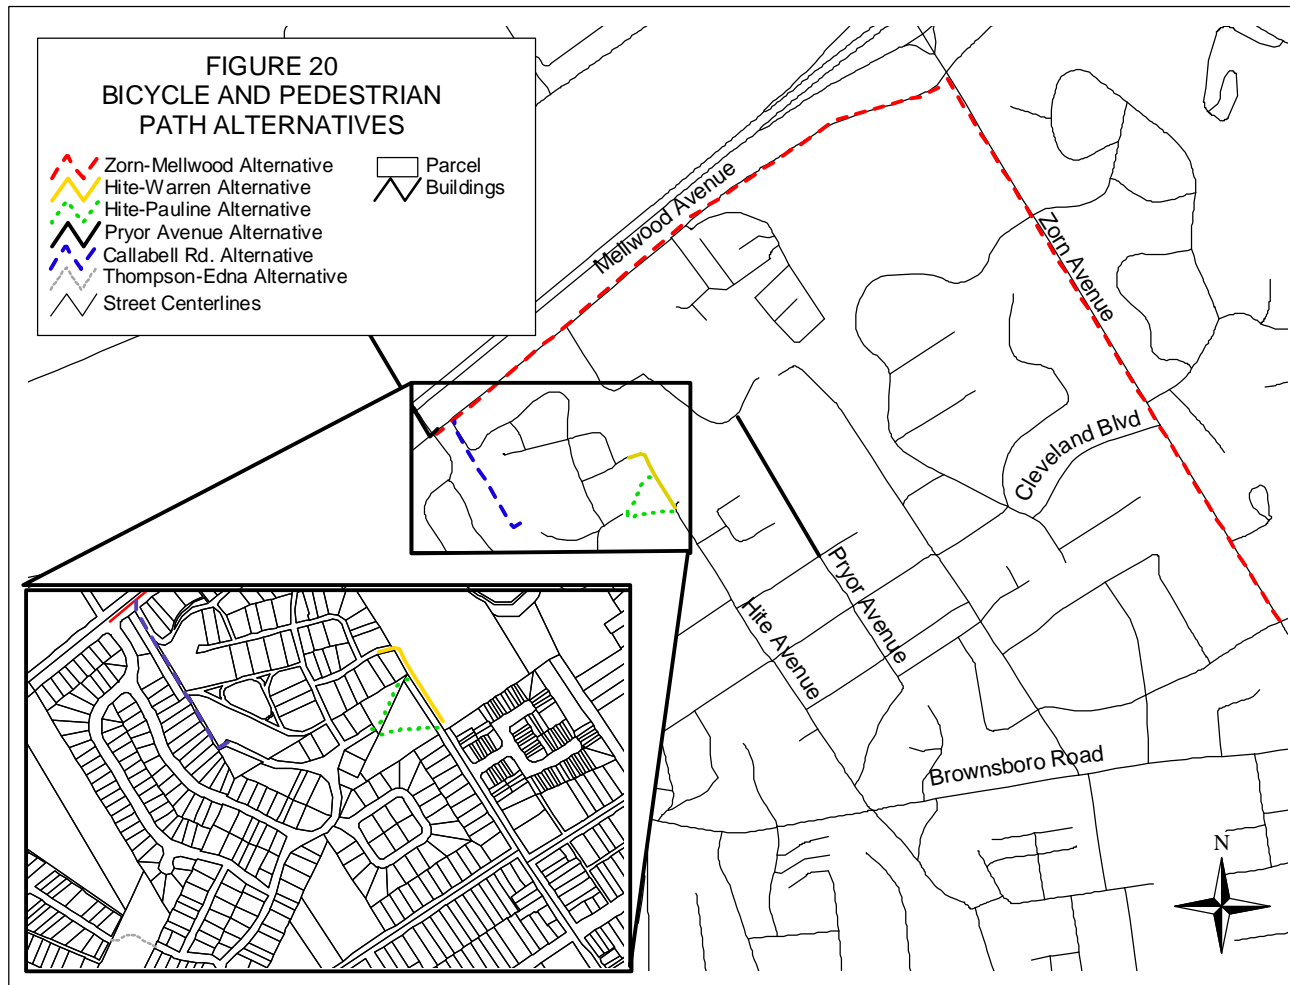 FIGURE 20
BICYCLE AND PEDESTRIAN
PATH ALTERNATIVES
Zorn-Mellwood Alternative
Hite-Warren Alternative
Hite-Pauline Alternative
Pryor Avenue Alternative
Callabell Rd. Alternative
Thompson-Edna Alternative
Street Centerlines
Parcel
Buildings
Mellwood Avenue
Zorn Avenue
Cleveland Blvd
Pryor Avenue
Hite Avenue
Brownsboro Road
N